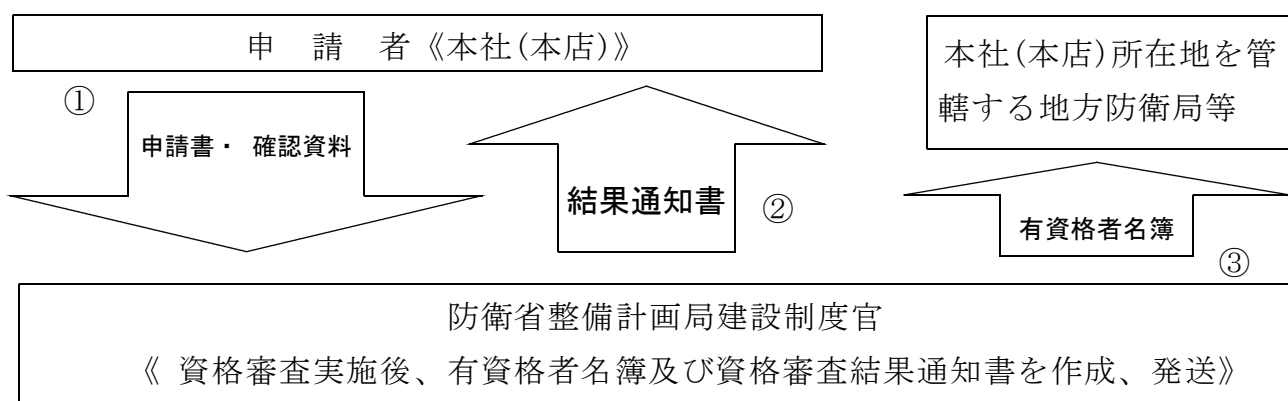 申　請　者《本社(本店)》
本社(本店)所在地を管
轄する地方防衛局等
①
申請書・ 確認資料
結果通知書
②
有資格者名簿
③
防衛省整備計画局建設制度官
《 資格審査実施後、有資格者名簿及び資格審査結果通知書を作成、発送》